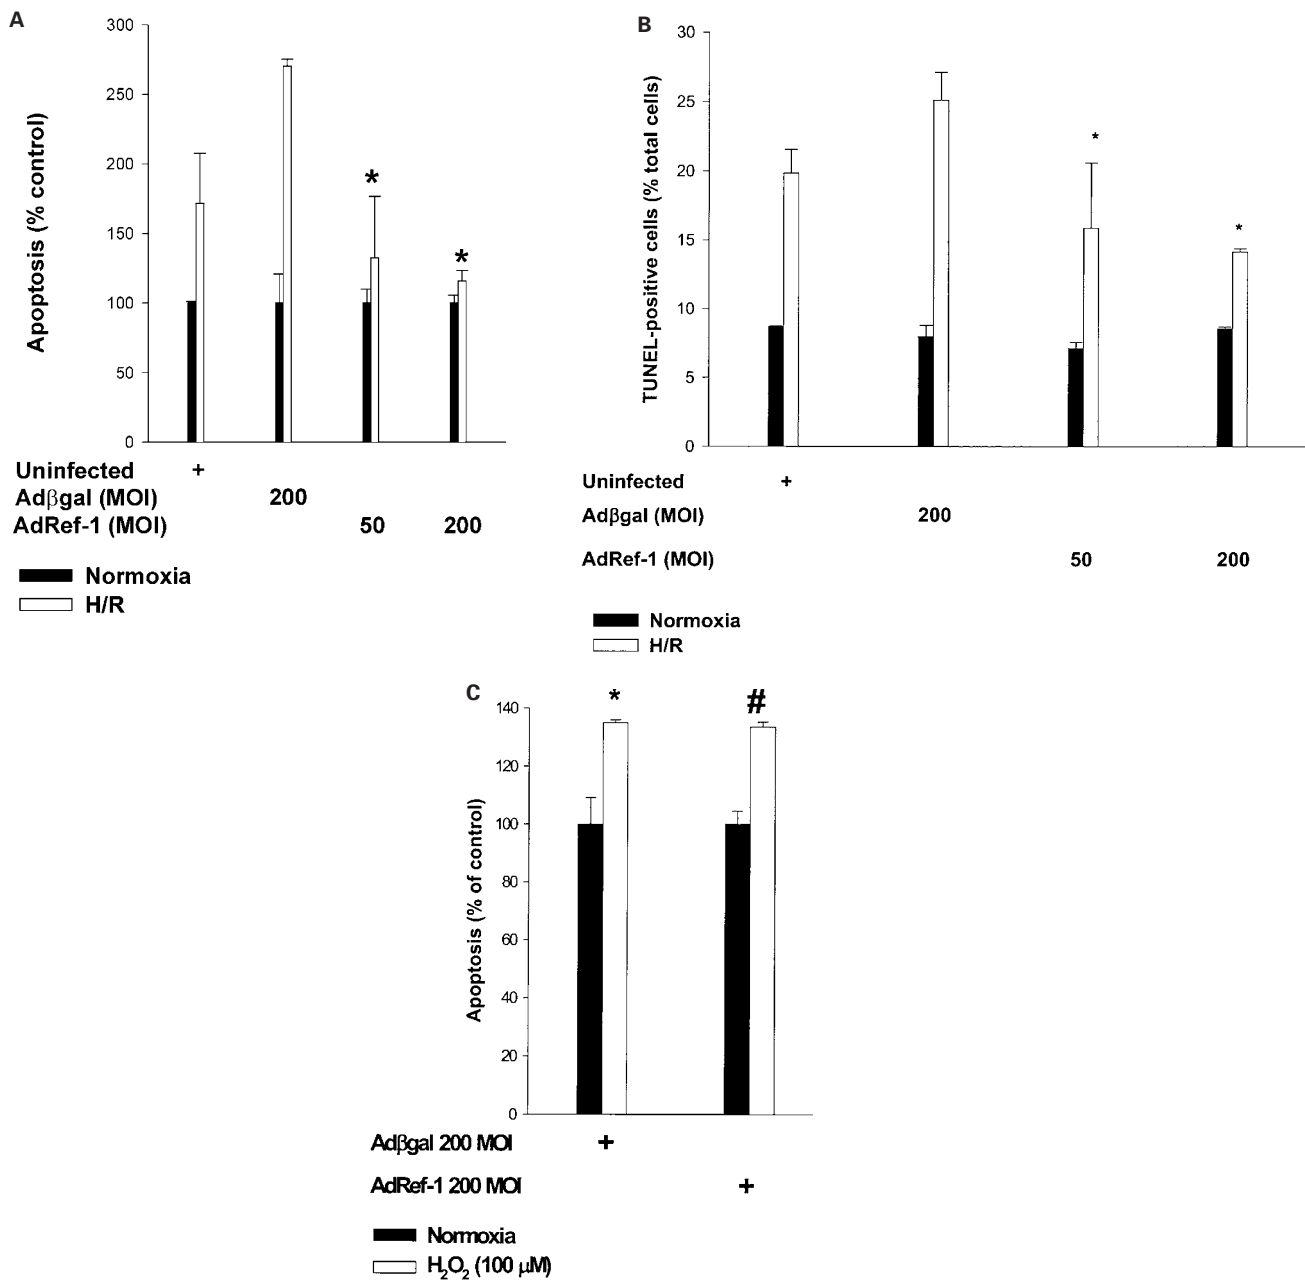 A
Apoptosis (% control)
300
250
200
150
100
50
0
*
*
Uninfected +
Adβgal (MOI) 200
AdRef-1 (MOI) 50 200
Normoxia
H/R
B
TUNEL-positive cells (% total cells)
30
25
20
15
10
5
0
*
*
Uninfected +
Adβgal (MOI) 200
AdRef-1 (MOI) 50 200
Normoxia
H/R
C
Apoptosis (% of control)
140
120
100
80
60
40
20
0
*
#
Adβgal 200 MOI +
AdRef-1 200 MOI +
Normoxia
H₂O₂ (100 μM)